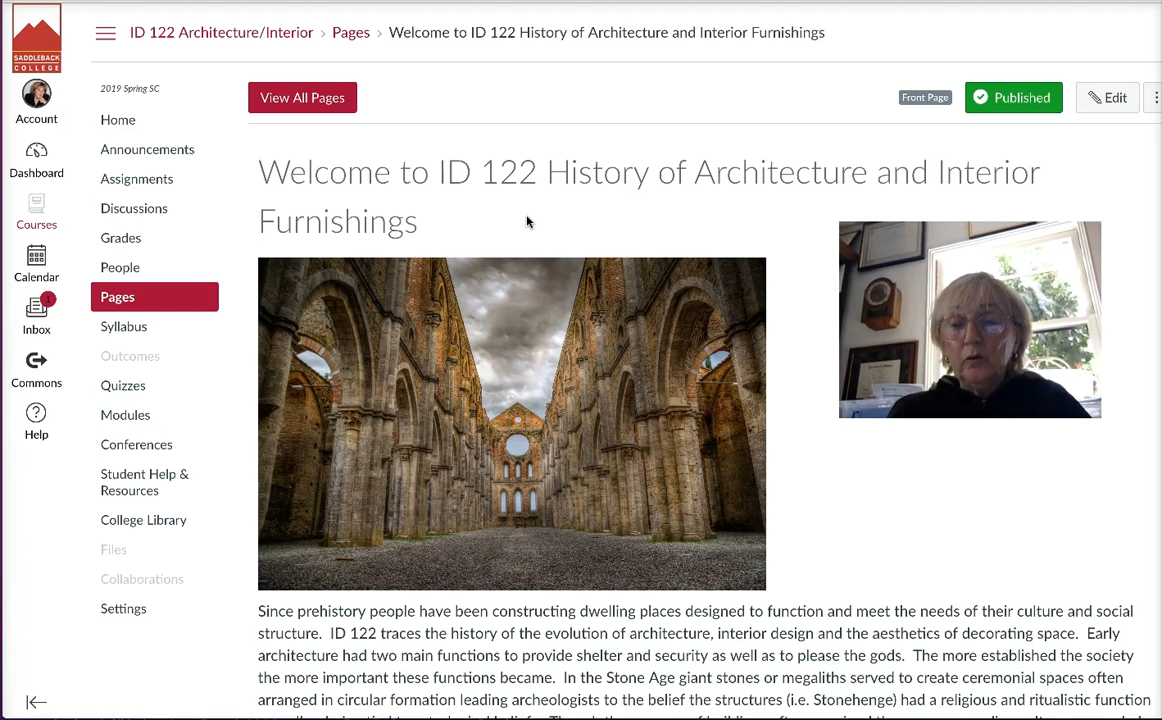 SADDLEBACK
COLLEGE
Account
Dashboard
Courses
Calendar
1
Inbox
Commons
Help
ID 122 Architecture/Interior › Pages › Welcome to ID 122 History of Architecture and Interior Furnishings
2019 Spring SC
Home
Announcements
Assignments
Discussions
Grades
People
Pages
Syllabus
Outcomes
Quizzes
Modules
Conferences
Student Help &
Resources
College Library
Files
Collaborations
Settings
View All Pages
Front Page
Published
Edit
Welcome to ID 122 History of Architecture and Interior
Furnishings
Since prehistory people have been constructing dwelling places designed to function and meet the needs of their culture and social
structure. ID 122 traces the history of the evolution of architecture, interior design and the aesthetics of decorating space. Early
architecture had two main functions to provide shelter and security as well as to please the gods. The more established the society
the more important these functions became. In the Stone Age giant stones or megaliths served to create ceremonial spaces often
arranged in circular formation leading archeologists to the belief the structures (i.e. Stonehenge) had a religious and ritualistic function